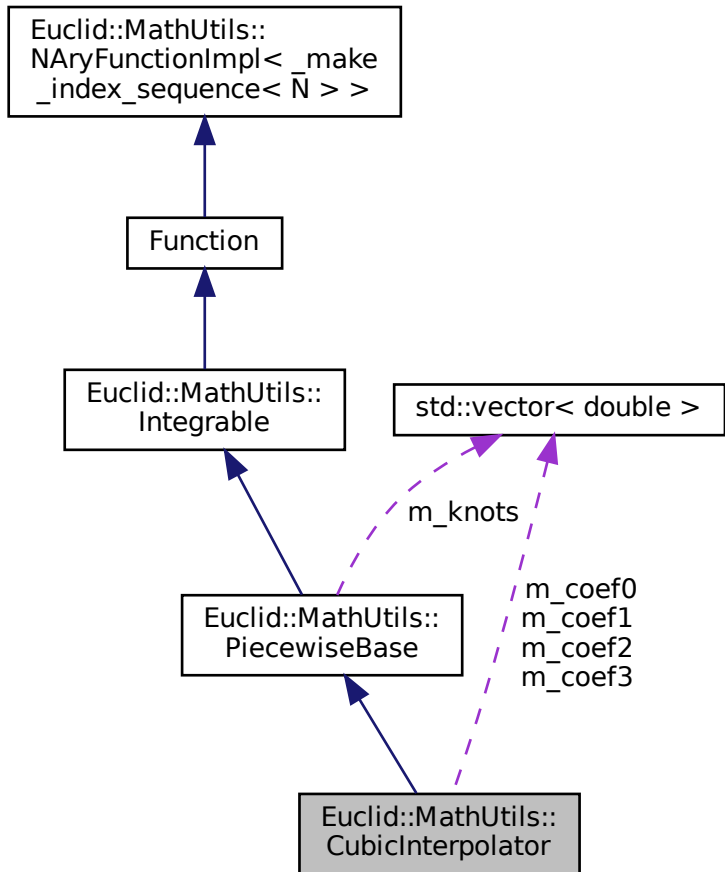 Euclid::MathUtils::
NAryFunctionImpl< _make
_index_sequence< N > >
Function
Euclid::MathUtils::
Integrable
std::vector< double >
m_knots
Euclid::MathUtils::
PiecewiseBase
m_coef0
m_coef1
m_coef2
m_coef3
Euclid::MathUtils::
CubicInterpolator